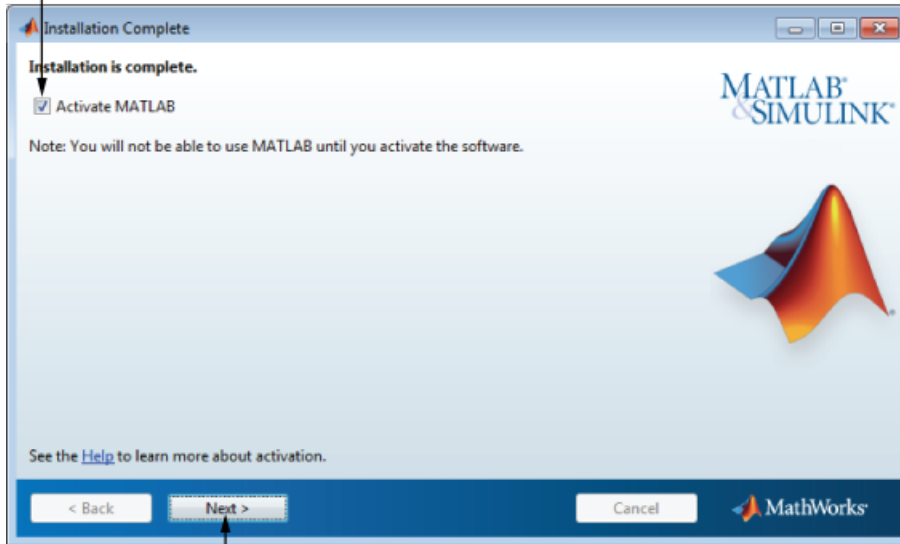 Installation Complete
Installation is complete.
Activate MATLAB
Note: You will not be able to use MATLAB until you activate the software.
MATLAB®
&SIMULINK®
See the Help to learn more about activation.
< Back
Next >
Cancel
MathWorks®